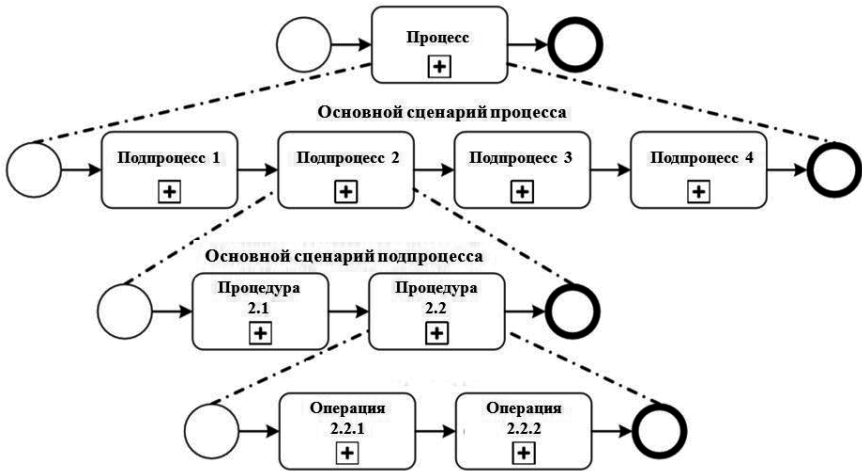 Процесс
Основной сценарий процесса
Подпроцесс 1
Подпроцесс 2
Подпроцесс 3
Подпроцесс 4
Основной сценарий подпроцесса
Процедура
2.1
Процедура
2.2
Операция
2.2.1
Операция
2.2.2